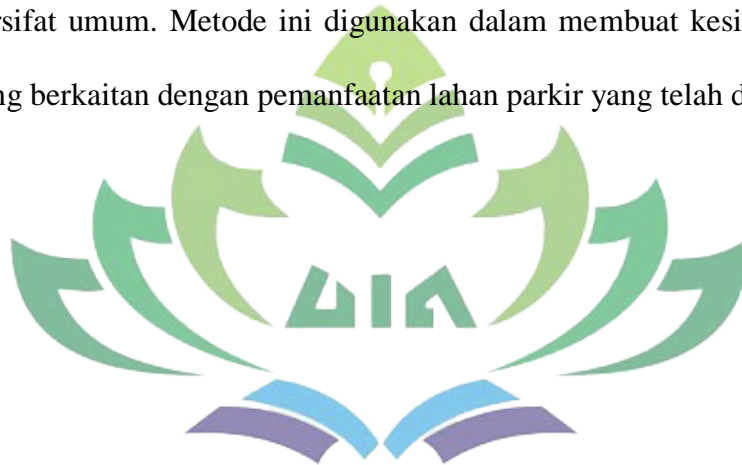 rsifat umum. Metode ini digunakan dalam membuat kesi
ng berkaitan dengan pemanfaatan lahan parkir yang telah d